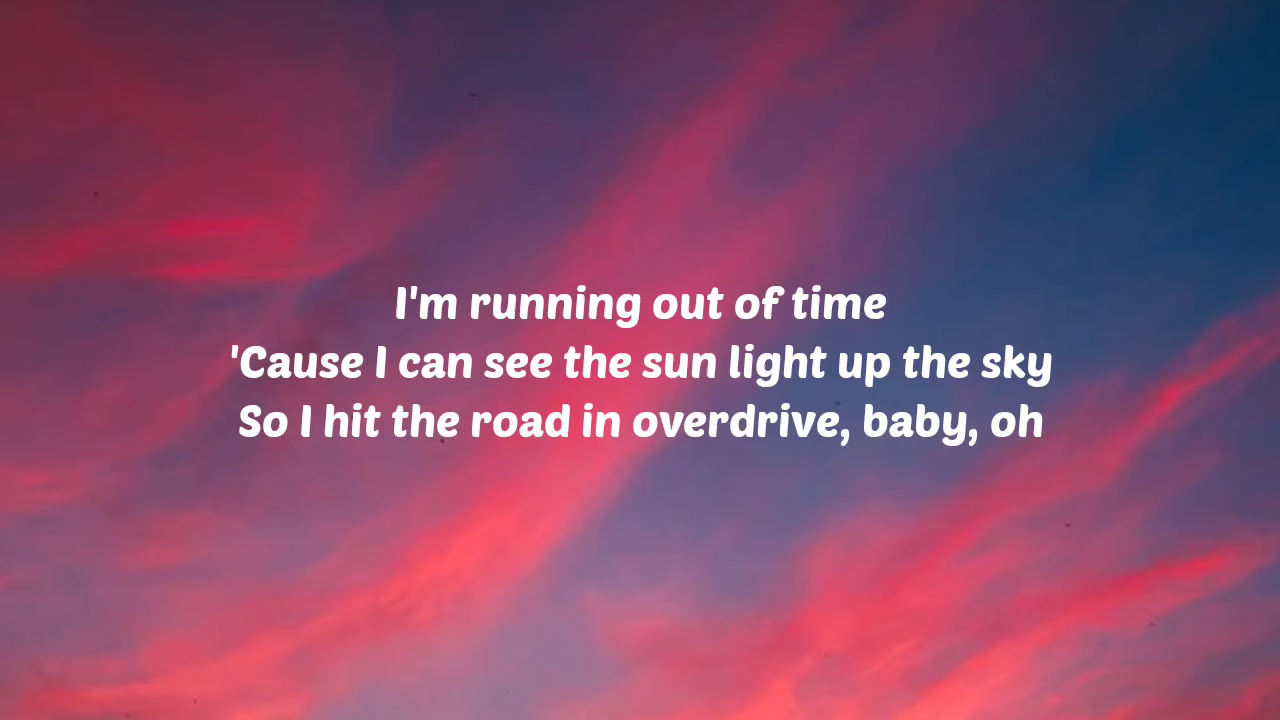 I'm running out of time
'Cause I can see the sun light up the sky
So I hit the road in overdrive, baby, oh